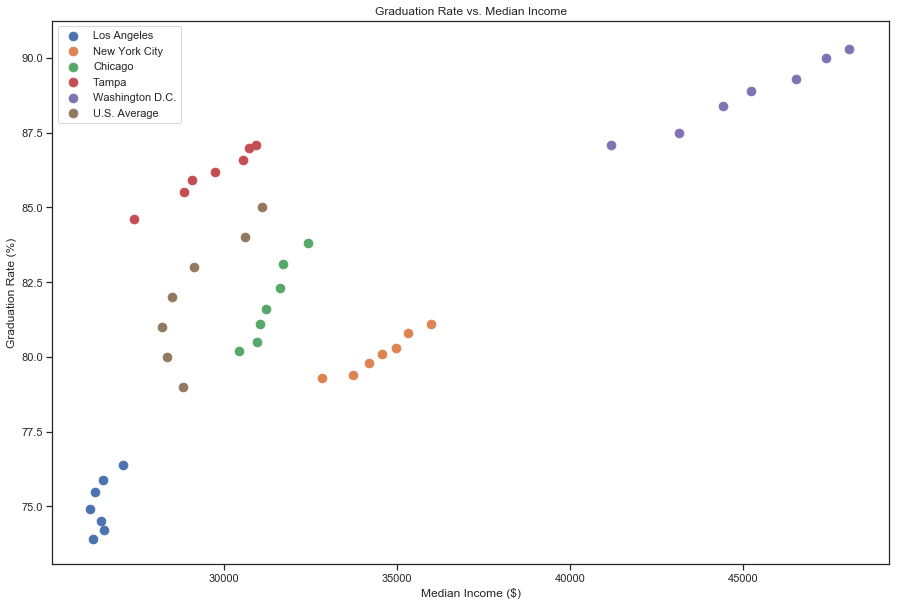 Graduation Rate vs. Median Income
Los Angeles
New York City
Chicago
Tampa
Washington D.C.
U.S. Average
90.0
87.5
85.0
82.5
80.0
77.5
75.0
Graduation Rate (%)
30000
35000
40000
45000
Median Income ($)